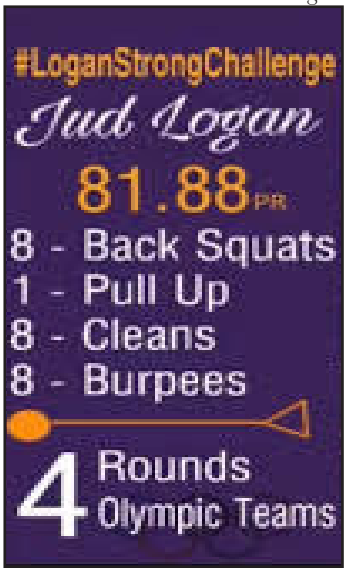 #LoganStrongChallenge
Jud Logan
81.88PR
8 - Back Squats
1 - Pull Up
8 - Cleans
8 - Burpees
4 Rounds
Olympic Teams